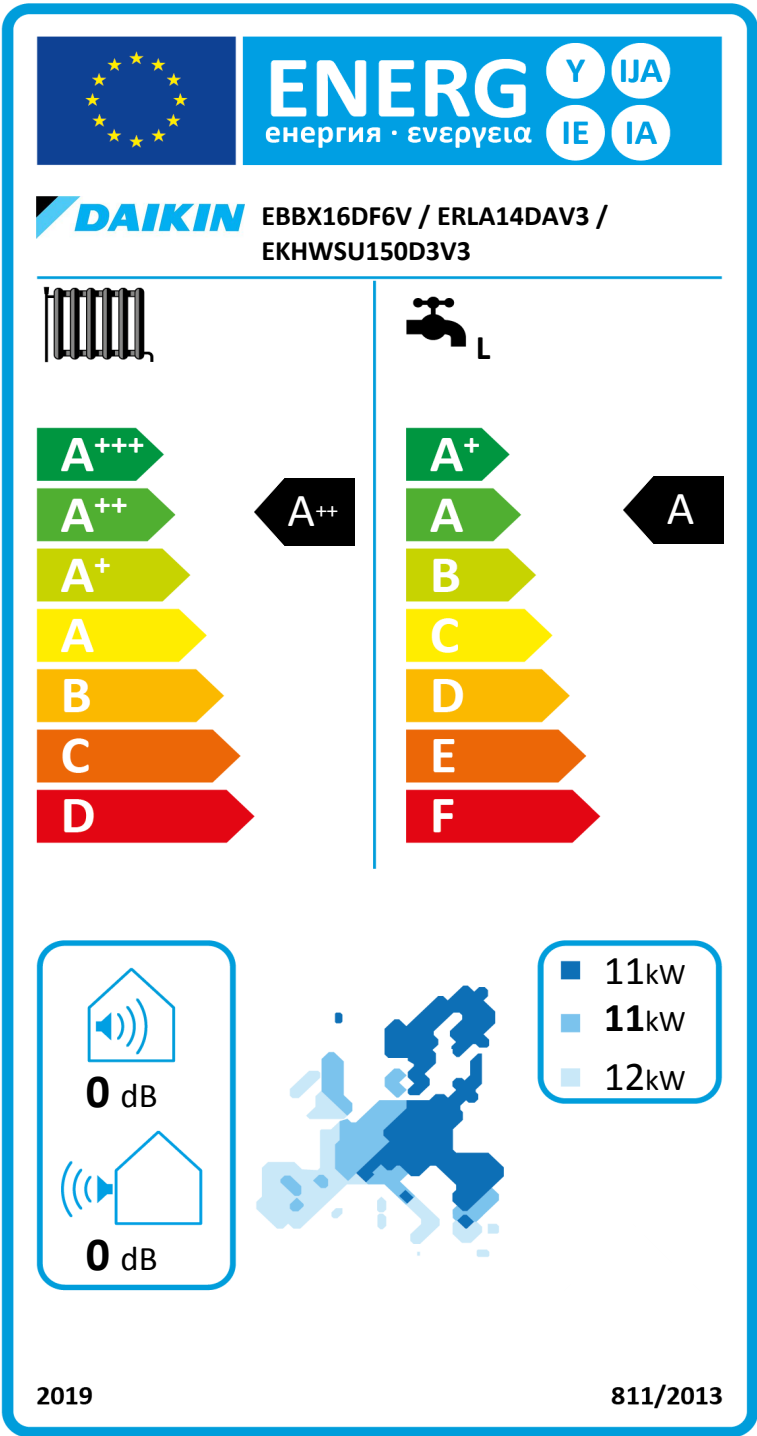 ENERG
енергия · ενεργεια
Y IJA
IE IA
DAIKIN
EBBX16DF6V / ERLA14DAV3 /
EKHWSU150D3V3
L
A+++
A++
A+
A
B
C
D
A++
A+
A
B
C
D
E
F
A
0 dB
0 dB
11kW
11kW
12kW
2019
811/2013